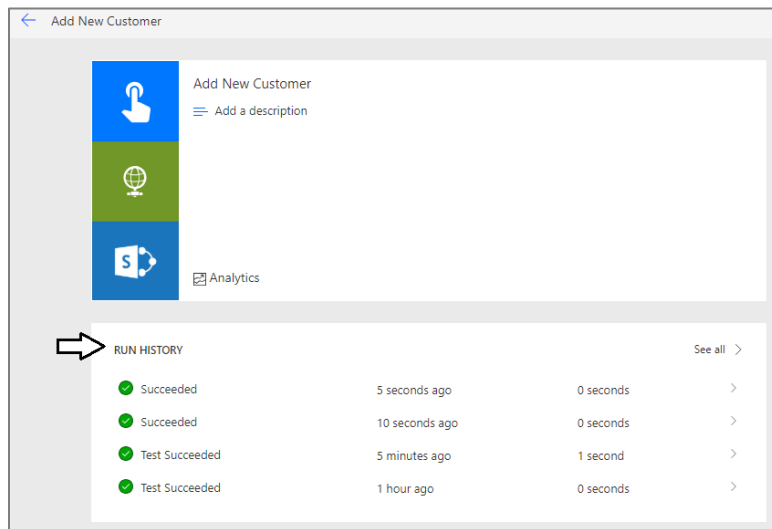 Add New Customer
Add New Customer
Add a description
S
Analytics
RUN HISTORY See all
Succeeded 5 seconds ago 0 seconds
Succeeded 10 seconds ago 0 seconds
Test Succeeded 5 minutes ago 1 second
Test Succeeded 1 hour ago 0 seconds